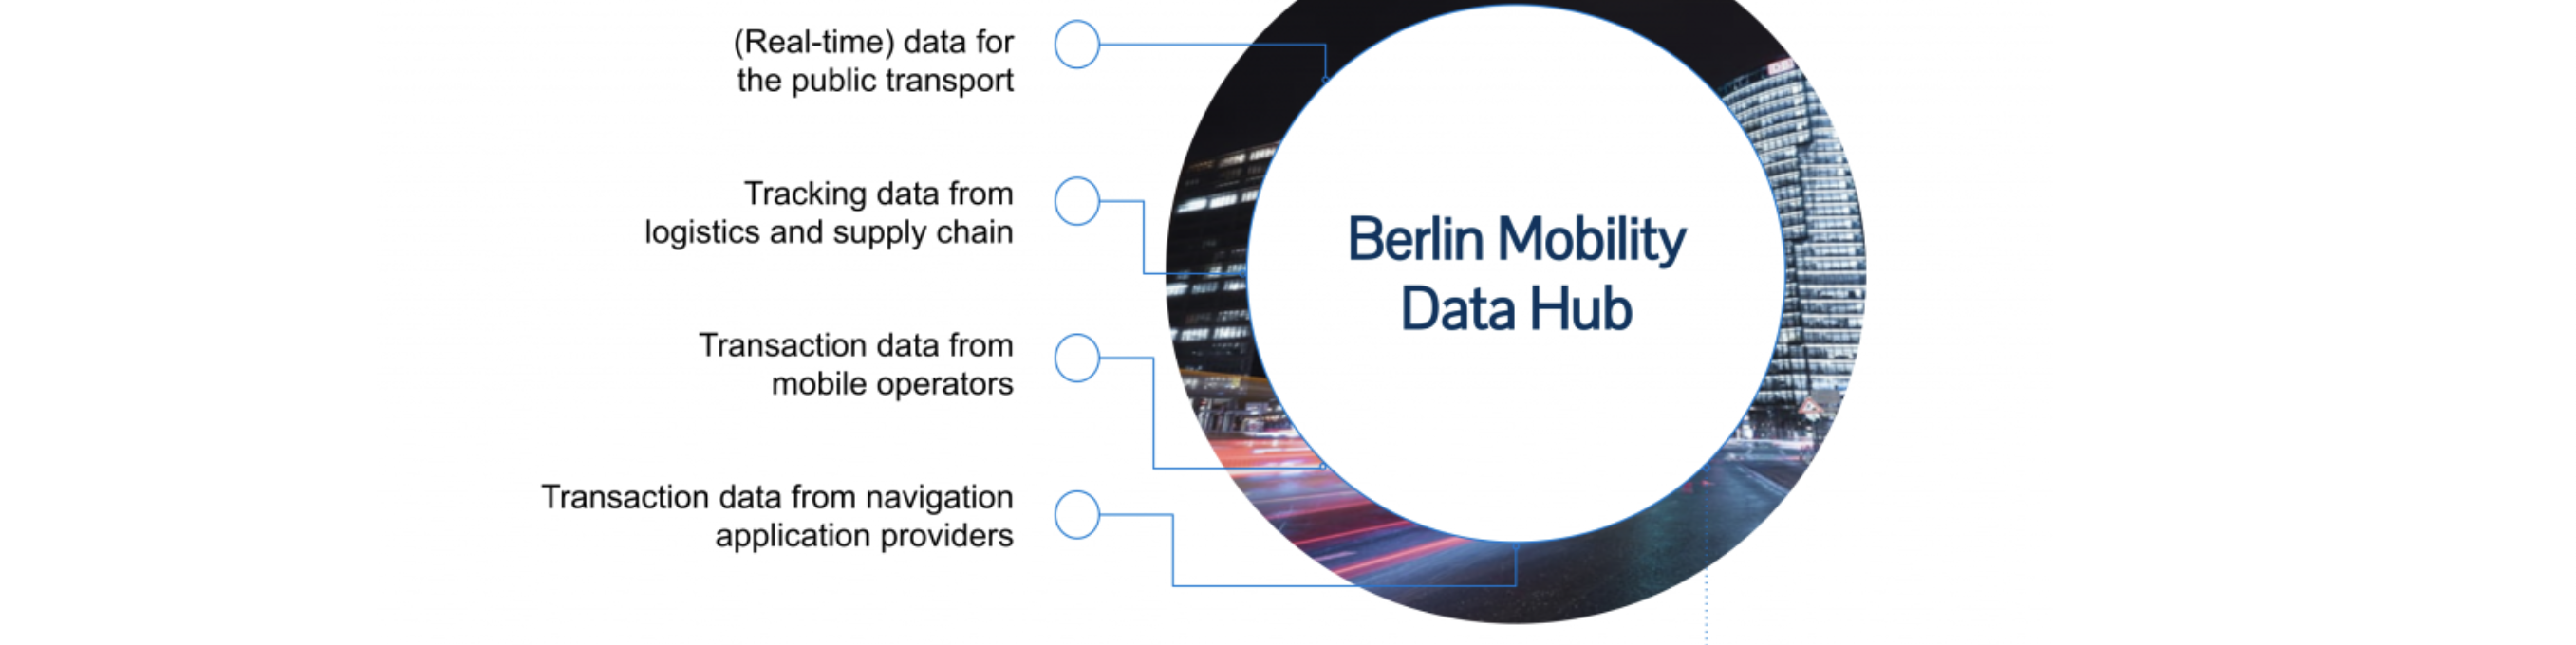 (Real-time) data for
the public transport
Tracking data from
logistics and supply chain
Transaction data from
mobile operators
Transaction data from navigation
application providers
Berlin Mobility
Data Hub